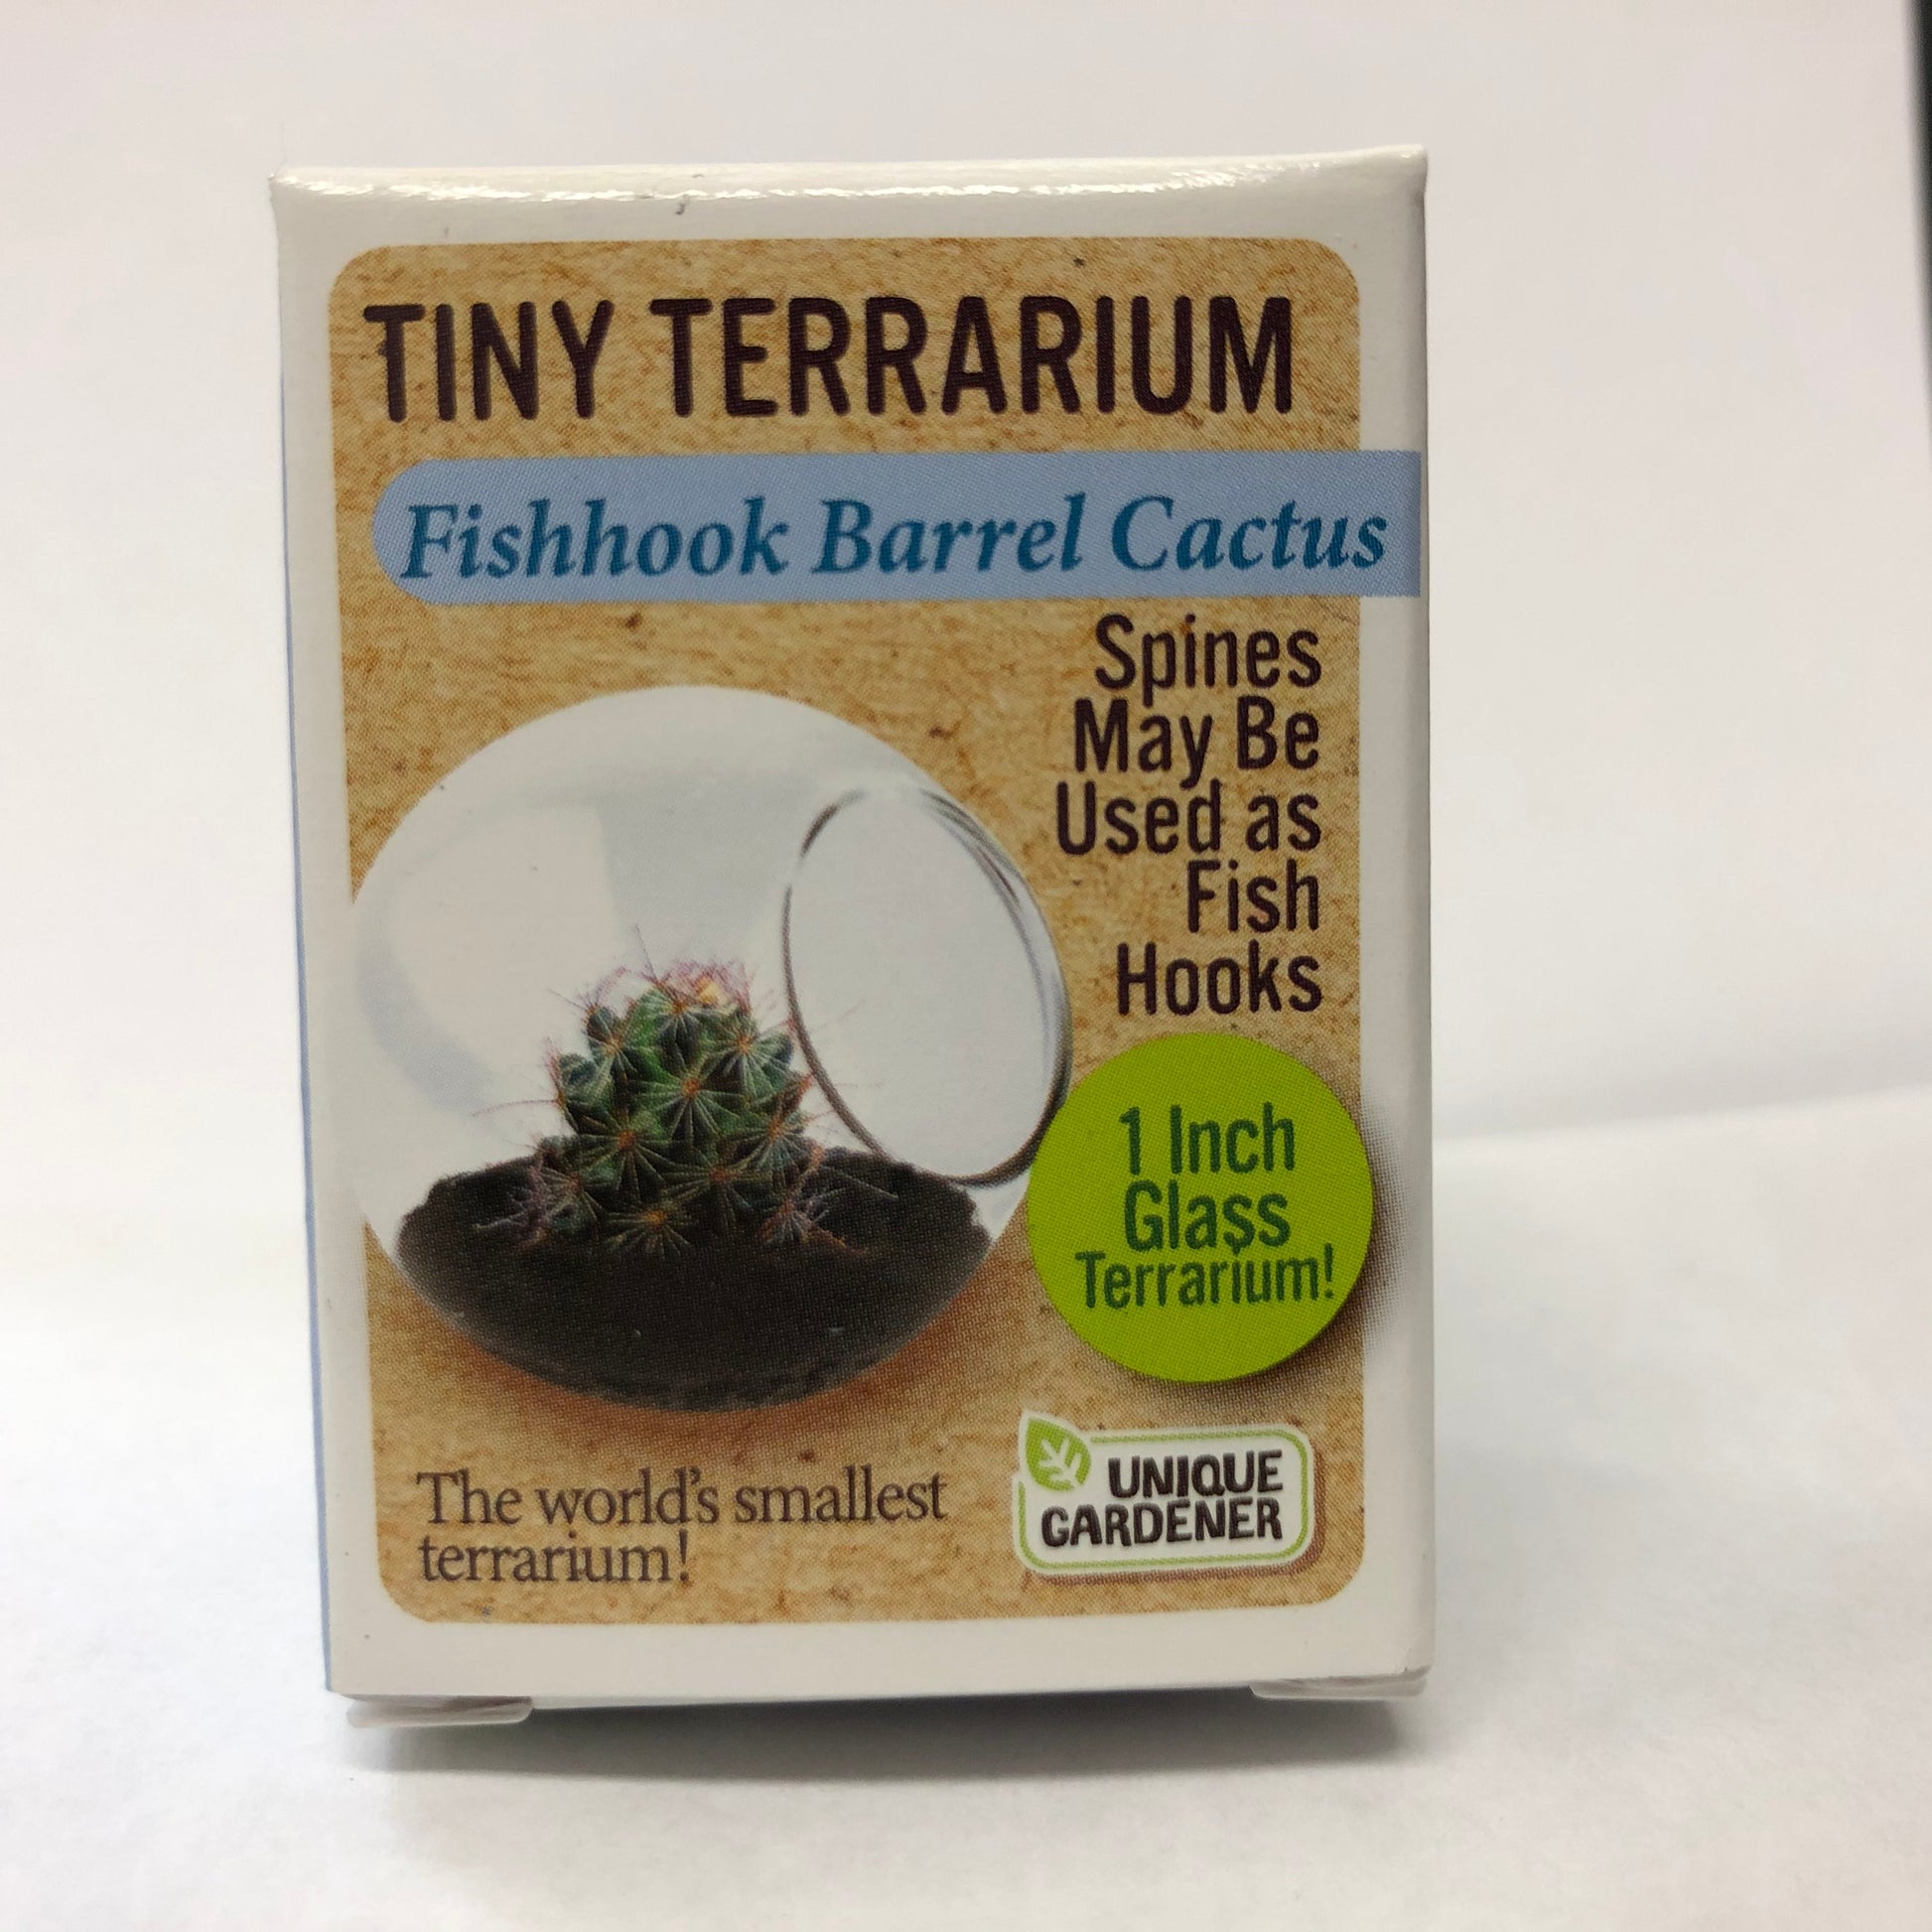 TINY TERRARIUM
Fishhook Barrel Cactus
Spines
May Be
Used as
Fish
Hooks
1 Inch
Glass
Terrarium!
The world's smallest
terrarium!
UNIQUE
GARDENER